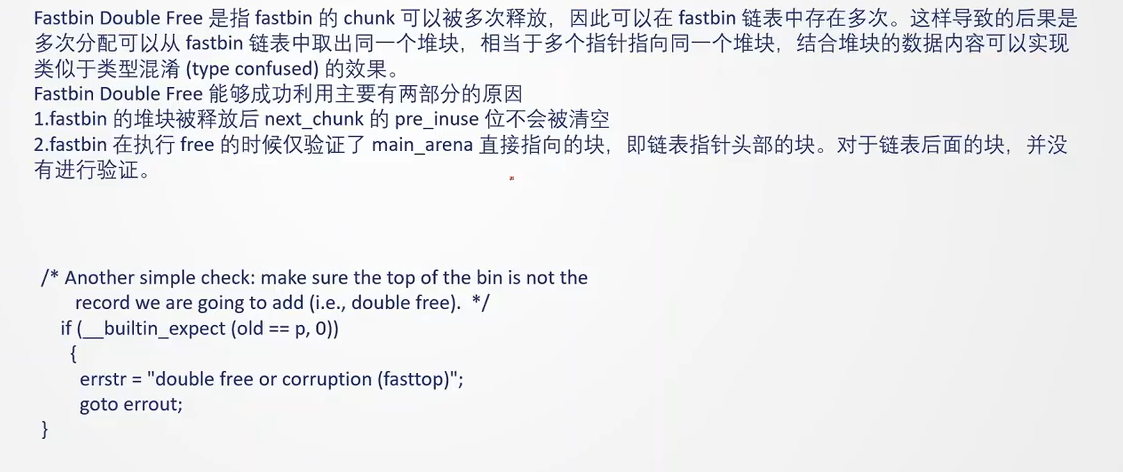 Fastbin Double Free 是指 fastbin 的 chunk 可以被多次释放，因此可以在 fastbin 链表中存在多次。这样导致的后果是
多次分配可以从 fastbin 链表中取出同一个堆块，相当于多个指针指向同一个堆块，结合堆块的数据内容可以实现
类似于类型混淆 (type confused) 的效果。
Fastbin Double Free 能够成功利用主要有两部分的原因
1.fastbin 的堆块被释放后 next_chunk 的 pre_inuse 位不会被清空
2.fastbin 在执行 free 的时候仅验证了 main_arena 直接指向的块，即链表指针头部的块。对于链表后面的块，并没
有进行验证。
/* Another simple check: make sure the top of the bin is not the
record we are going to add (i.e., double free).  */
if (__builtin_expect (old == p, 0))
{
errstr = "double free or corruption (fasttop)";
goto errout;
}